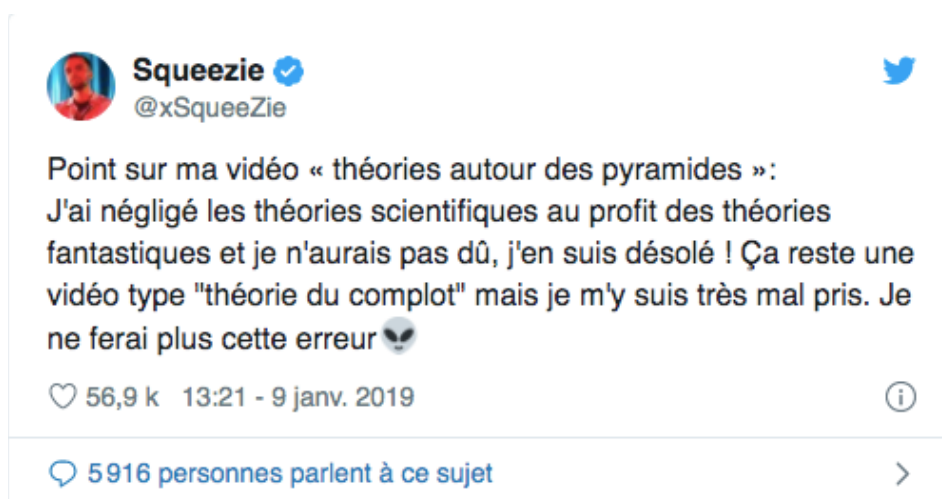 Squeezie
@xSqueeZie
Point sur ma vidéo « théories autour des pyramides »:
J'ai négligé les théories scientifiques au profit des théories
fantastiques et je n'aurais pas dû, j'en suis désolé ! Ça reste une
vidéo type "théorie du complot" mais je m'y suis très mal pris. Je
ne ferai plus cette erreur👽
56,9 k 13:21 - 9 janv. 2019
5 916 personnes parlent à ce sujet